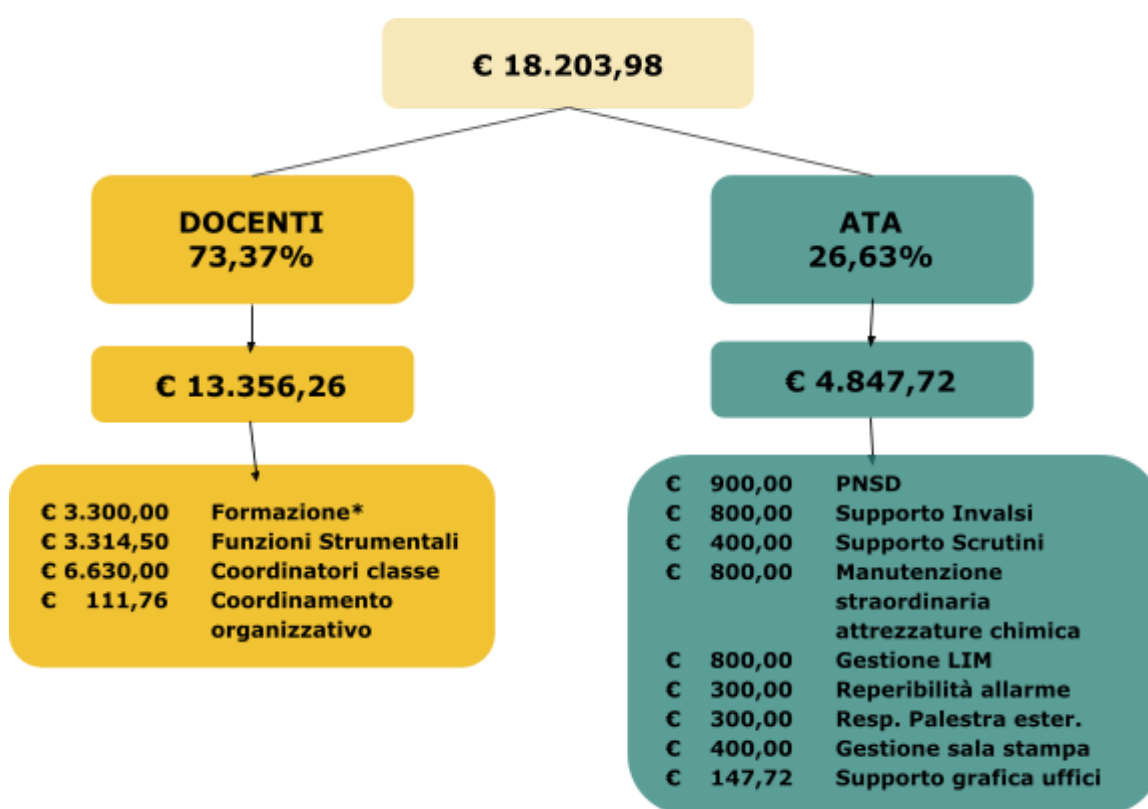 € 18.203,98
DOCENTI
73,37%
€ 13.356,26
€ 3.300,00 Formazione*
€ 3.314,50 Funzioni Strumentali
€ 6.630,00 Coordinatori classe
€ 111,76 Coordinamento
organizzativo
ATA
26,63%
€ 4.847,72
€ 900,00 PNSD
€ 800,00 Supporto Invalsi
€ 400,00 Supporto Scrutini
€ 800,00 Manutenzione
straordinaria
attrezzature chimica
€ 800,00 Gestione LIM
€ 300,00 Reperibilità allarme
€ 300,00 Resp. Palestra ester.
€ 400,00 Gestione sala stampa
€ 147,72 Supporto grafica uffici